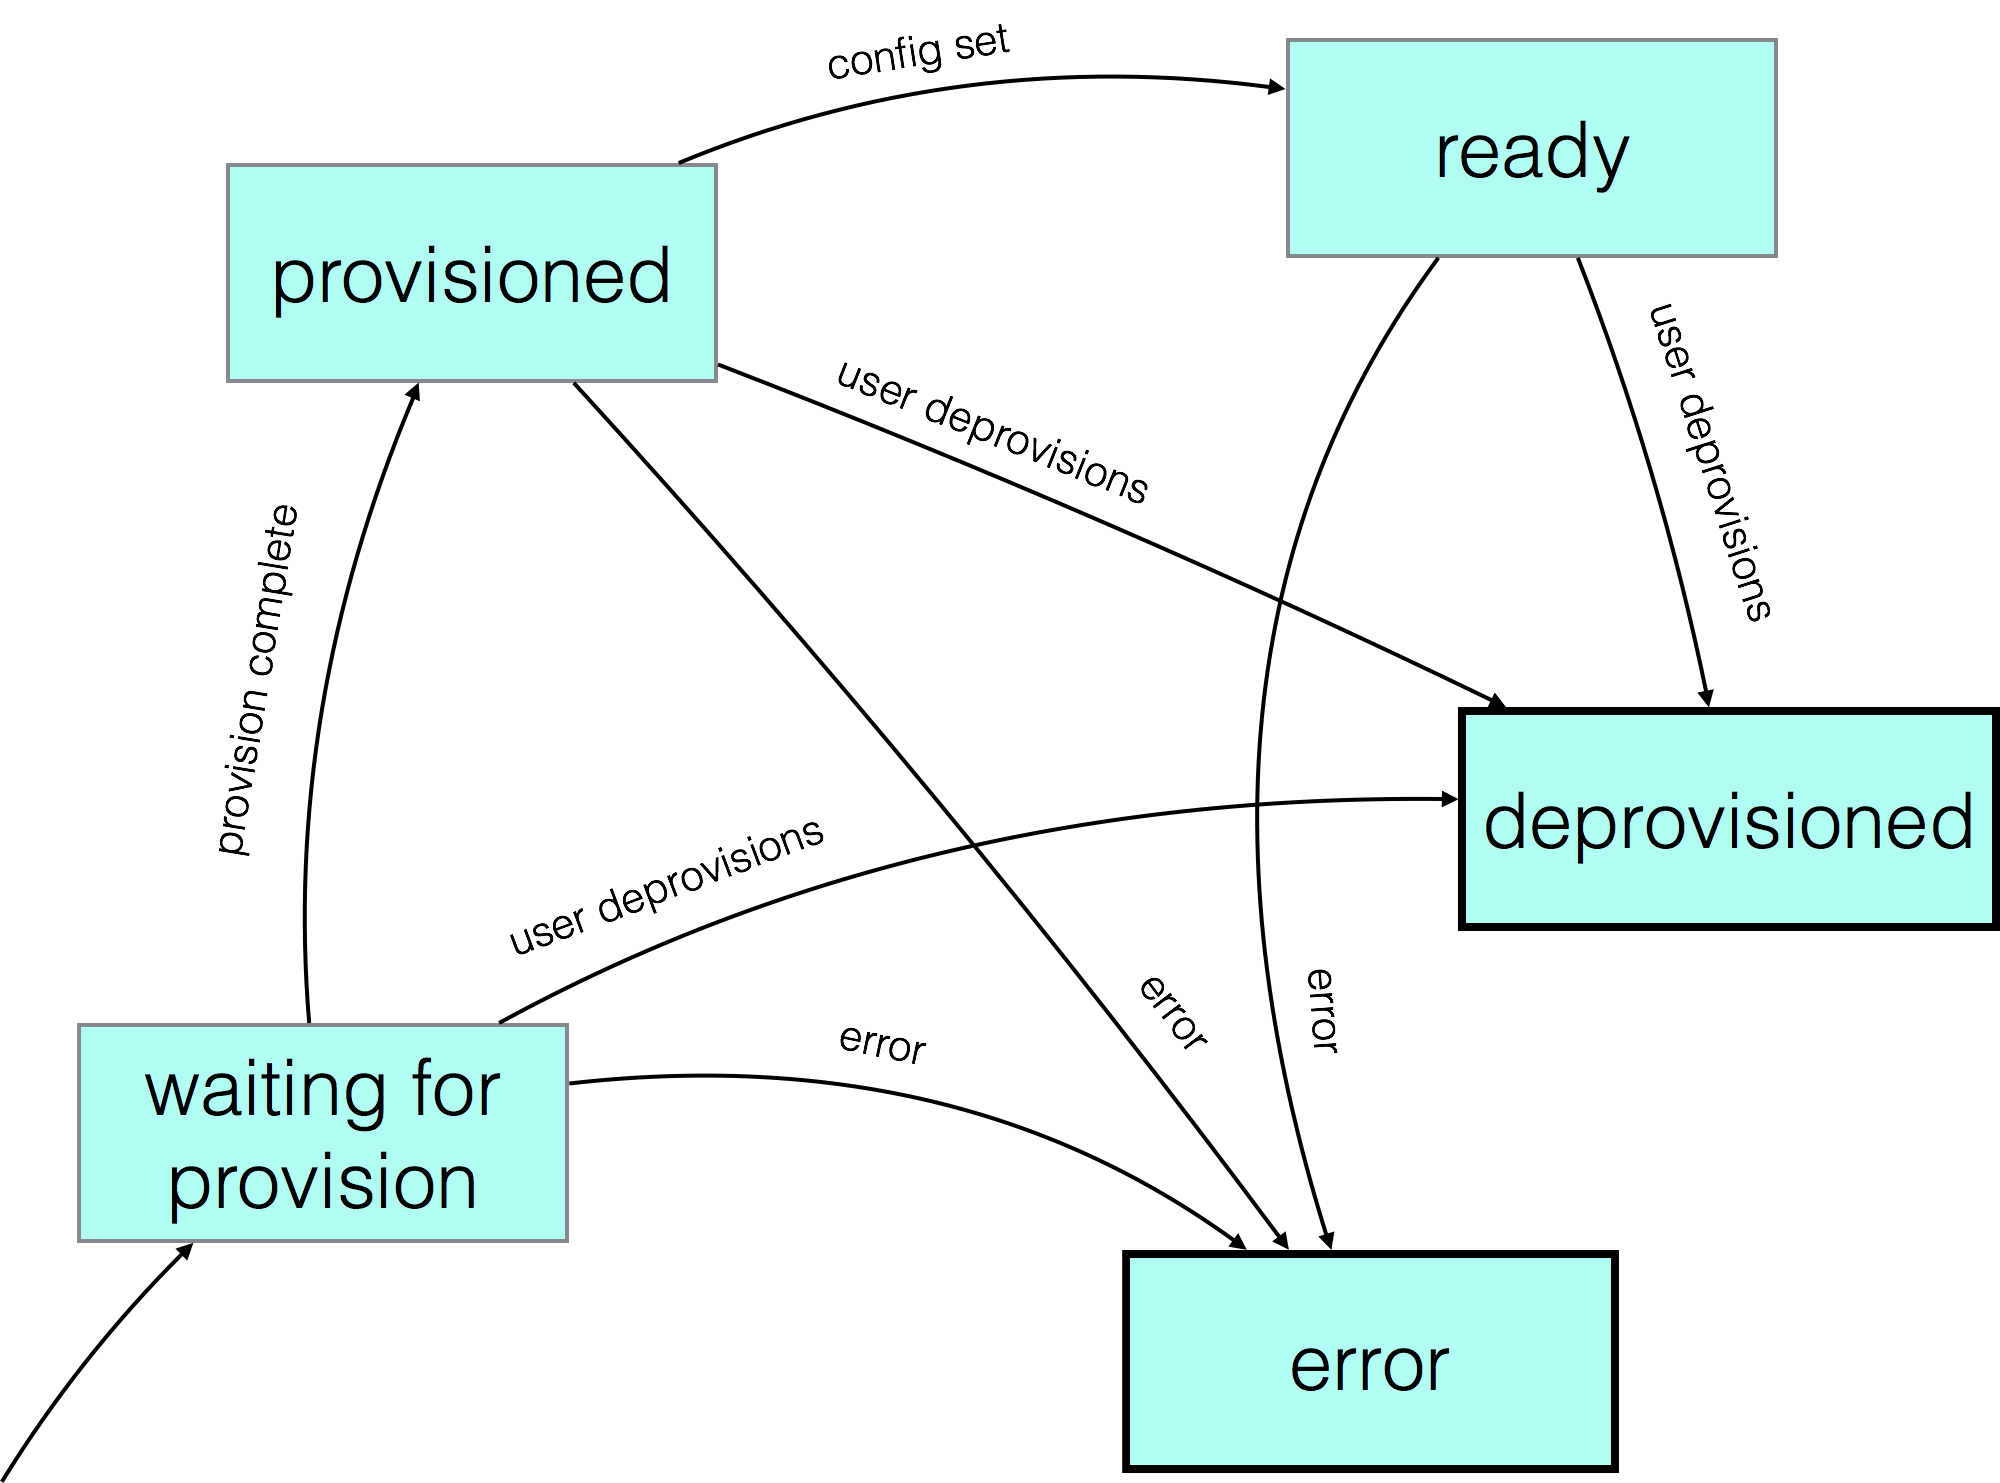 config set
ready
provisioned
user deprovisions
user deprovisions
provision complete
deprovisioned
user deprovisions
error
error
error
waiting for
provision
error